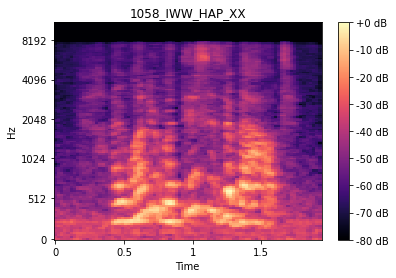 1058_IWW_HAP_XX
Hz
8192
4096
2048
1024
512
0
0
0.5
1
1.5
Time
+0 dB
-10 dB
-20 dB
-30 dB
-40 dB
-50 dB
-60 dB
-70 dB
-80 dB